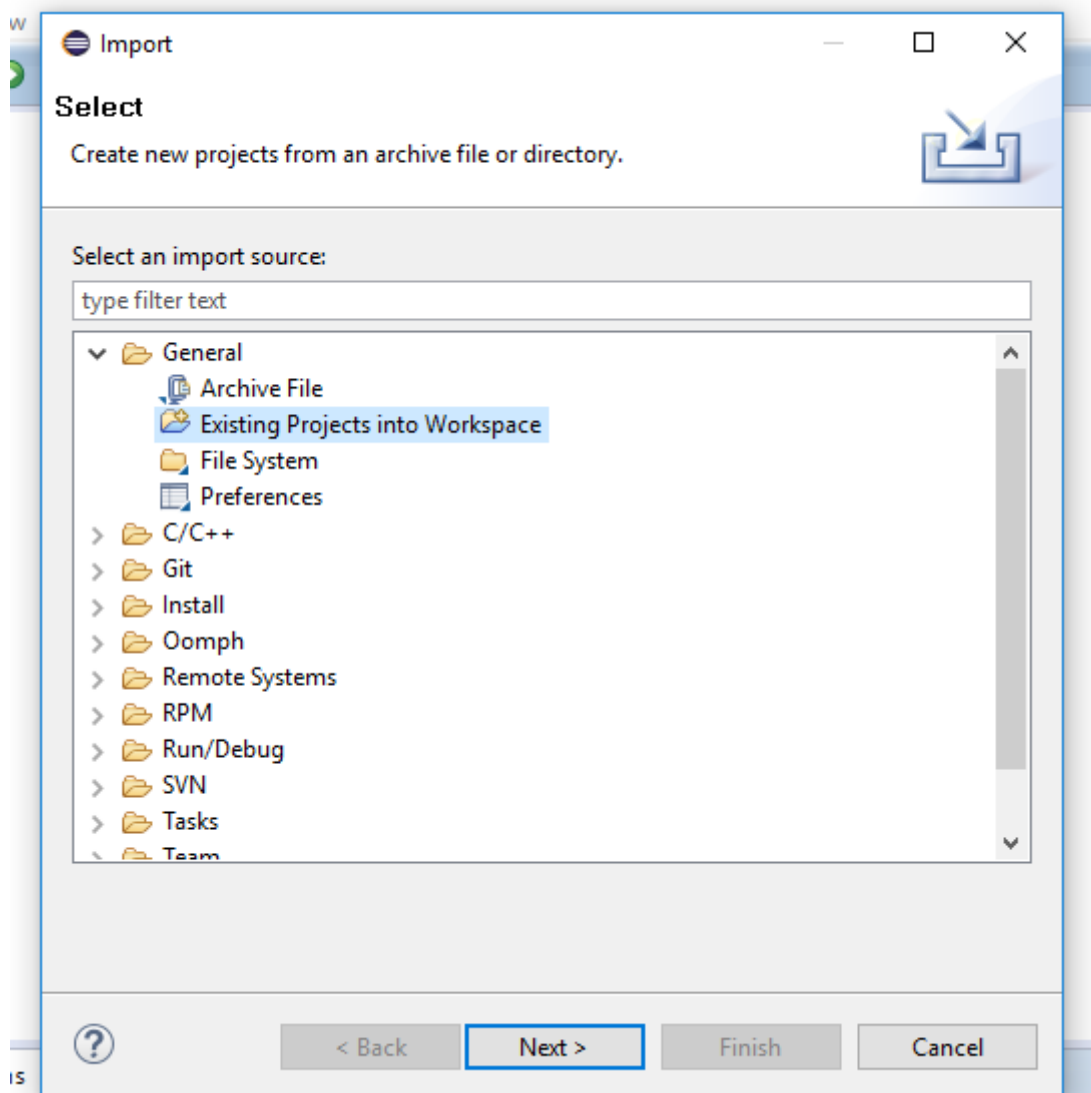 w
Import
Select
Create new projects from an archive file or directory.
Select an import source:
type filter text
General
Archive File
Existing Projects into Workspace
File System
Preferences
C/C++
Git
Install
Oomph
Remote Systems
RPM
Run/Debug
SVN
Tasks
Team
< Back Next > Finish Cancel